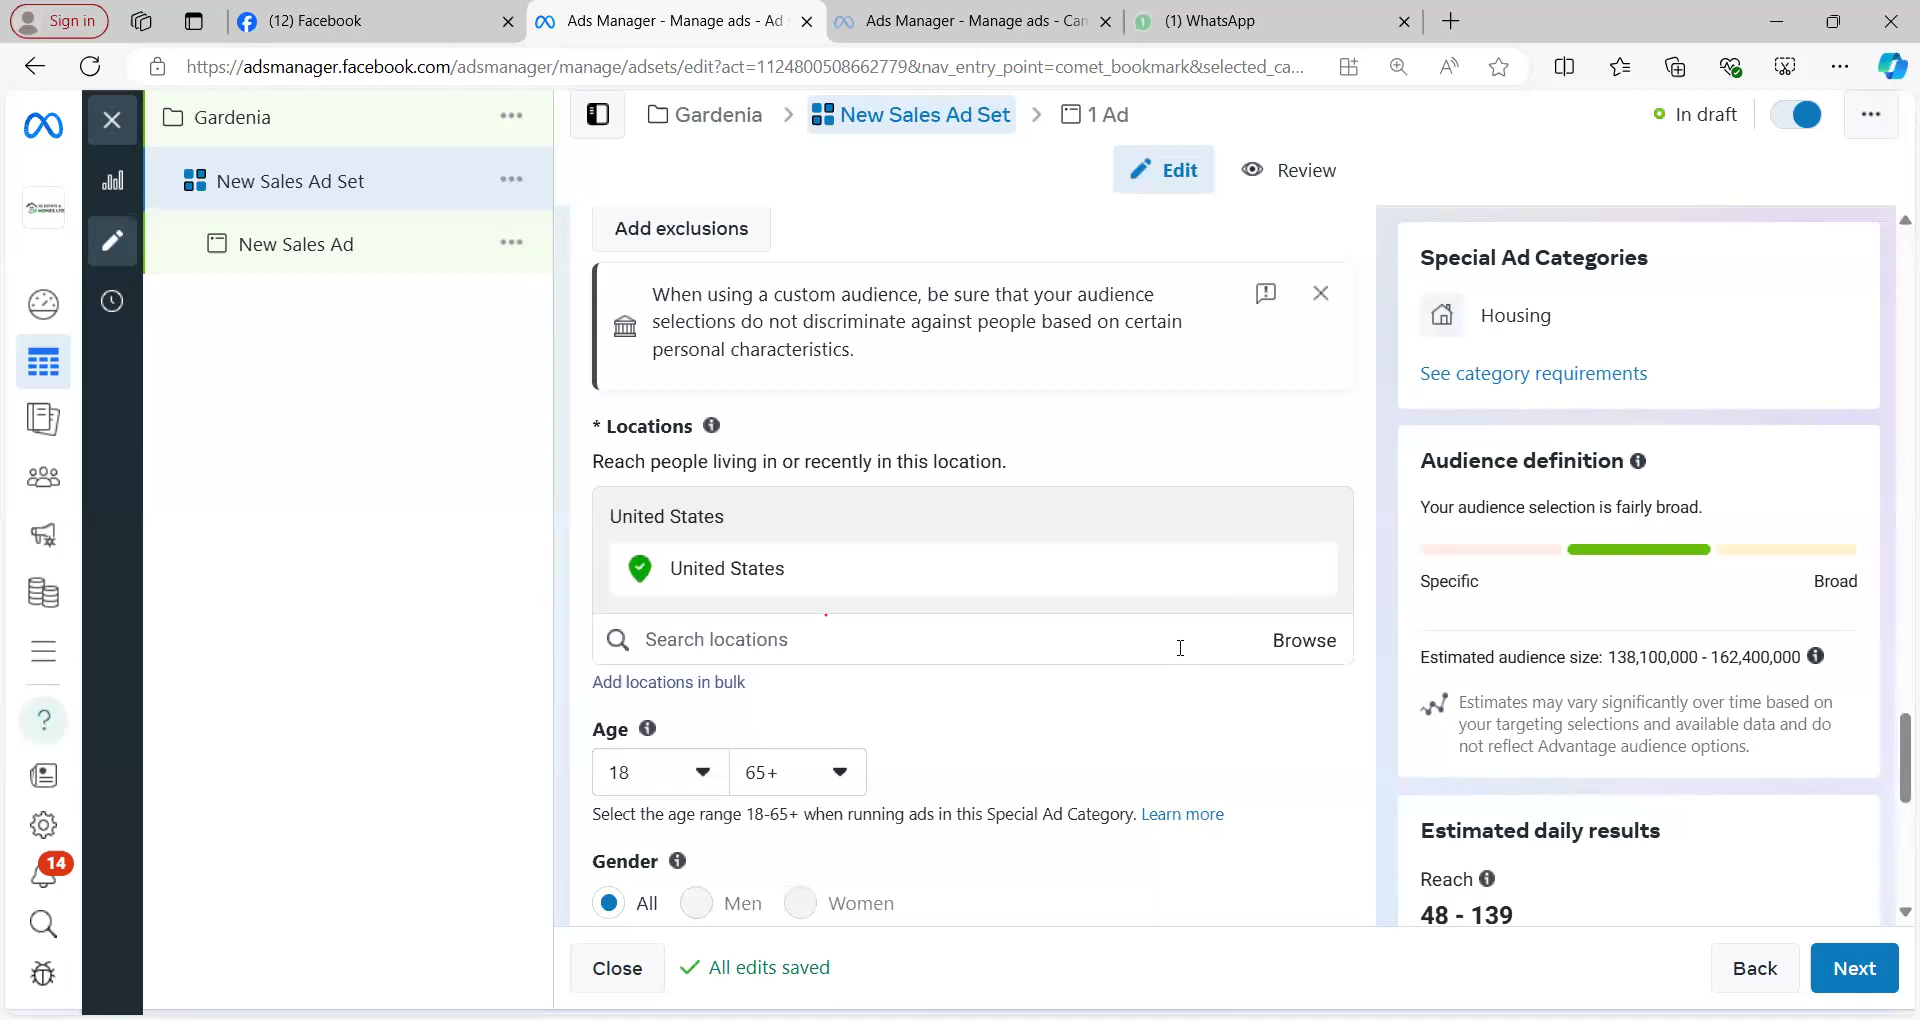 Sign in
(12) Facebook
Ads Manager - Manage ads - Ad
Ads Manager - Manage ads - Can
(1) WhatsApp
https://adsmanager.facebook.com/adsmanager/manage/adsets/edit?act=1124800508662779&nav_entry_point=comet_bookmark&selected_ca...
Gardenia
New Sales Ad Set
New Sales Ad
Gardenia
New Sales Ad Set
1 Ad
In draft
Edit
Review
Add exclusions
When using a custom audience, be sure that your audience
selections do not discriminate against people based on certain
personal characteristics.
* Locations
Reach people living in or recently in this location.
United States
United States
Search locations
Browse
Add locations in bulk
Age
18
65+
Select the age range 18-65+ when running ads in this Special Ad Category. Learn more
Gender
All
Men
Women
Close
All edits saved
Back
Next
Special Ad Categories
Housing
See category requirements
Audience definition
Your audience selection is fairly broad.
Specific
Broad
Estimated audience size: 138,100,000 - 162,400,000
Estimates may vary significantly over time based on
your targeting selections and available data and do
not reflect Advantage audience options.
Estimated daily results
Reach
48 - 139
14